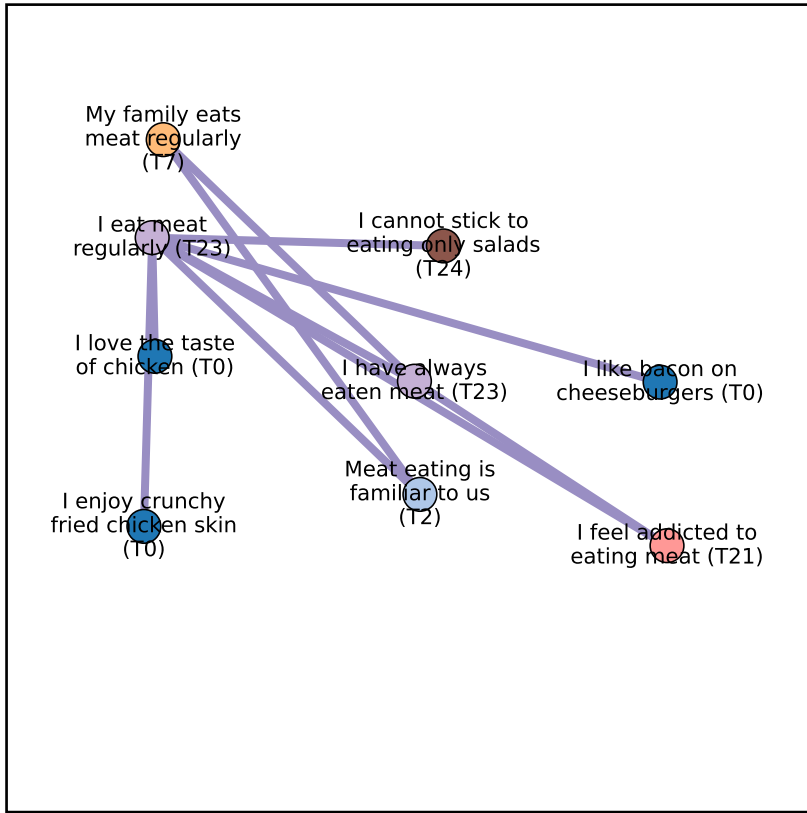 My family eats
meat regularly
(T7)
I eat meat
regularly (T23)
I cannot stick to
eating only salads
(T24)
I love the taste
of chicken (T0)
I have always
eaten meat (T23)
I like bacon on
cheeseburgers (T0)
Meat eating is
familiar to us
(T2)
I enjoy crunchy
fried chicken skin
(T0)
I feel addicted to
eating meat (T21)